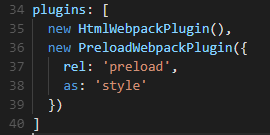 34 plugins: [
35   new HtmlWebpackPlugin(),
36   new PreloadWebpackPlugin({
37     rel: 'preload',
38     as: 'style'
39   })
40 ]